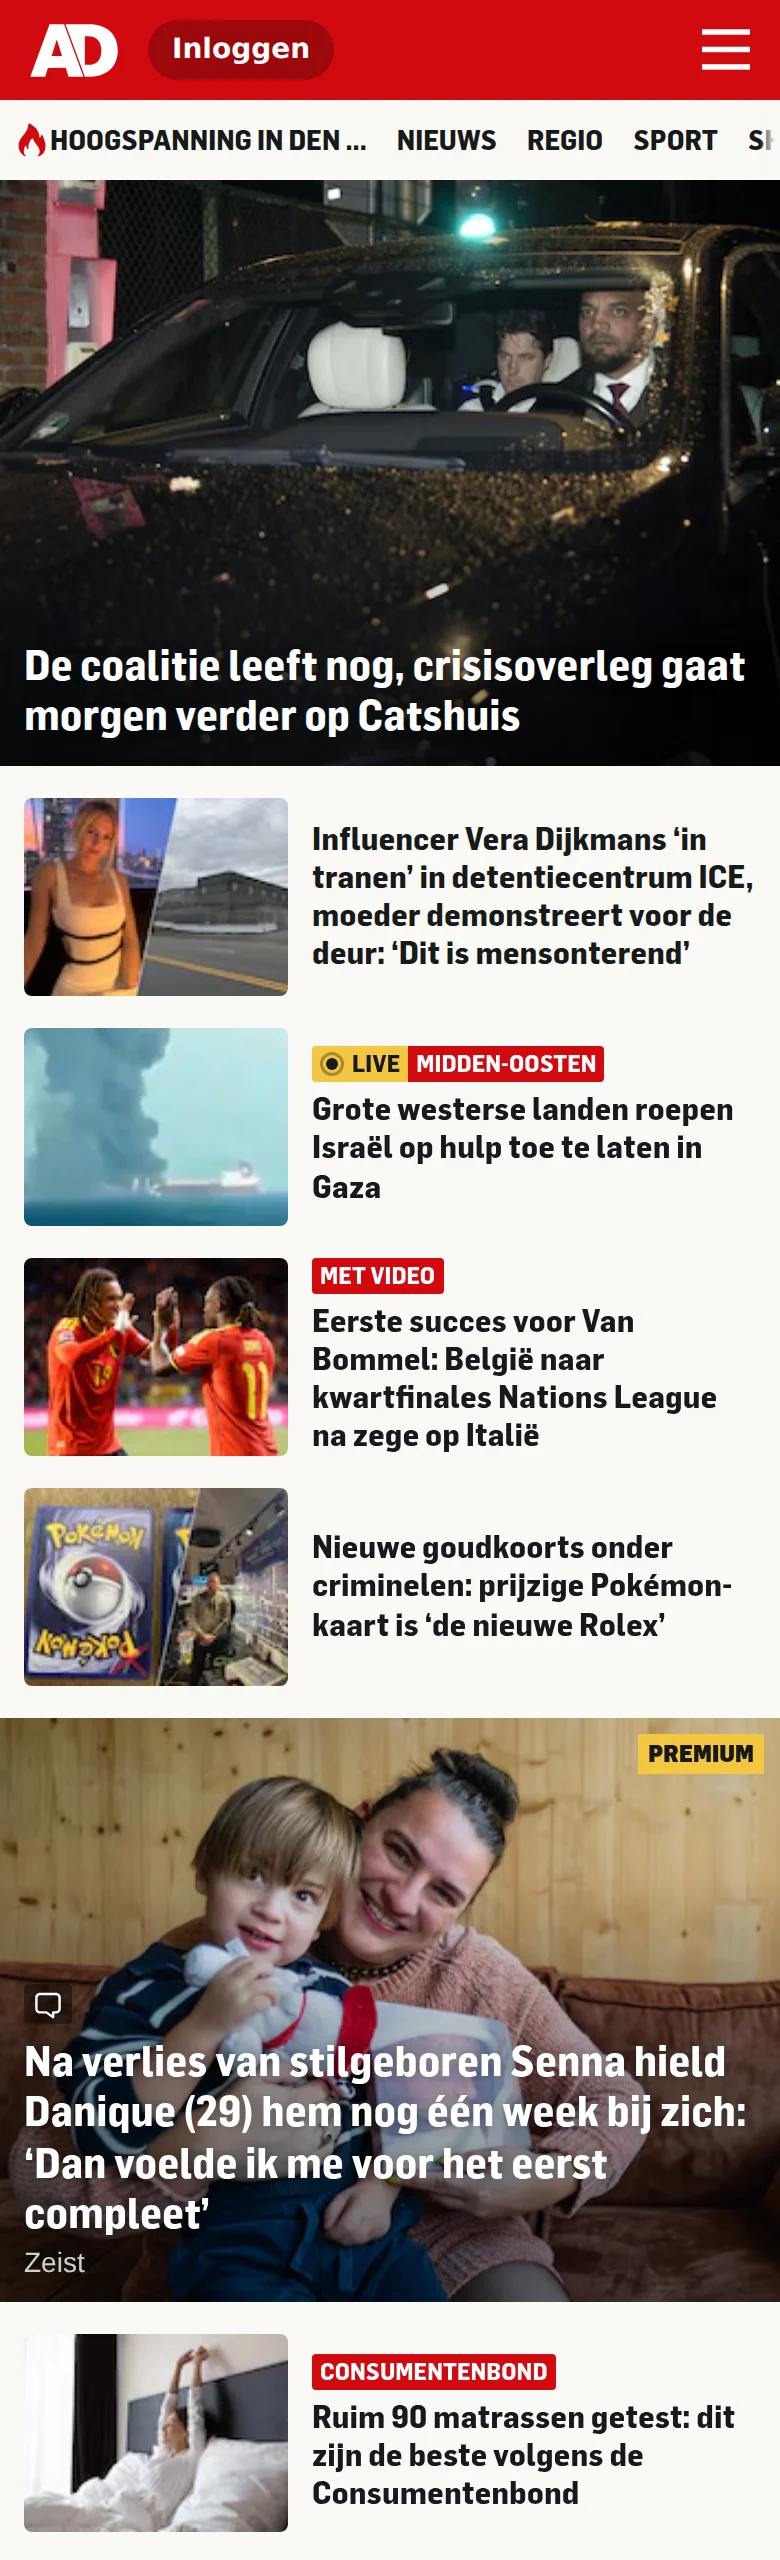 AD
Inloggen
HOOGSPANNING IN DEN ... NIEUWS REGIO SPORT
De coalitie leeft nog, crisisoverleg gaat
morgen verder op Catshuis
Influencer Vera Dijkmans ‘in
tranen’ in detentiecentrum ICE,
moeder demonstreert voor de
deur: ‘Dit is mensonterend’
LIVE MIDDEN-OOSTEN
Grote westerse landen roepen
Israël op hulp toe te laten in
Gaza
MET VIDEO
Eerste succes voor Van
Bommel: België naar
kwartfinales Nations League
na zege op Italië
19
11
POKéMON
POKéMON
Nieuwe goudkoorts onder
criminelen: prijzige Pokémon-
kaart is ‘de nieuwe Rolex’
PREMIUM
Na verlies van stilgeboren Senna hield
Danique (29) hem nog één week bij zich:
‘Dan voelde ik me voor het eerst
compleet’
Zeist
CONSUMENTENBOND
Ruim 90 matrassen getest: dit
zijn de beste volgens de
Consumentenbond